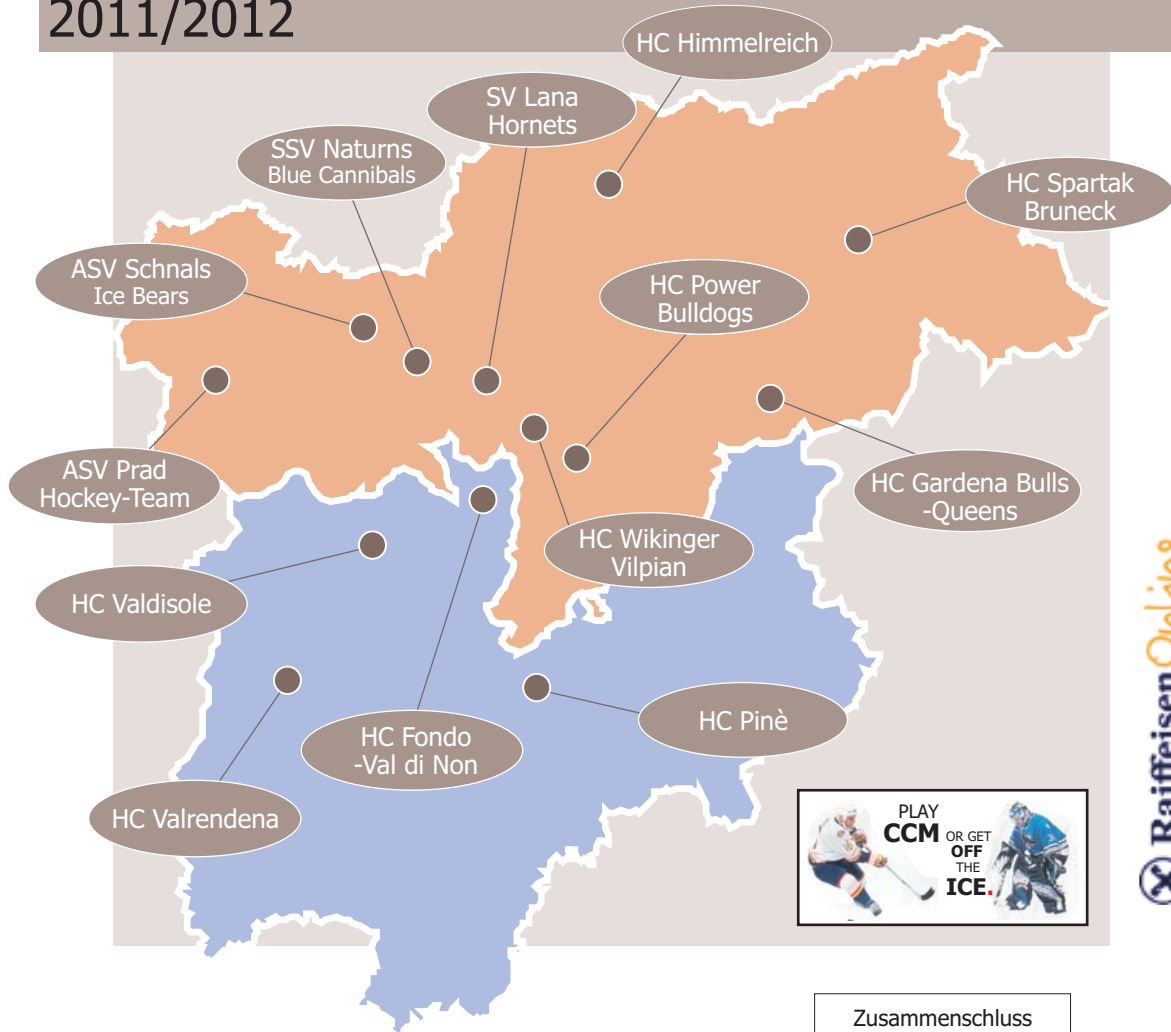 2011/2012
HC Himmelreich
SV Lana
Hornets
SSV Naturns
Blue Cannibals
HC Spartak
Bruneck
ASV Schnals
Ice Bears
HC Power
Bulldogs
ASV Prad
Hockey-Team
HC Gardena Bulls
-Queens
HC Wikinger
Vilpian
HC Valdisole
HC Pinè
HC Fondo
-Val di Non
HC Valrendena
PLAY
CCM OR GET
OFF
THE
ICE.
Raiffeisen
Zusammenschluss